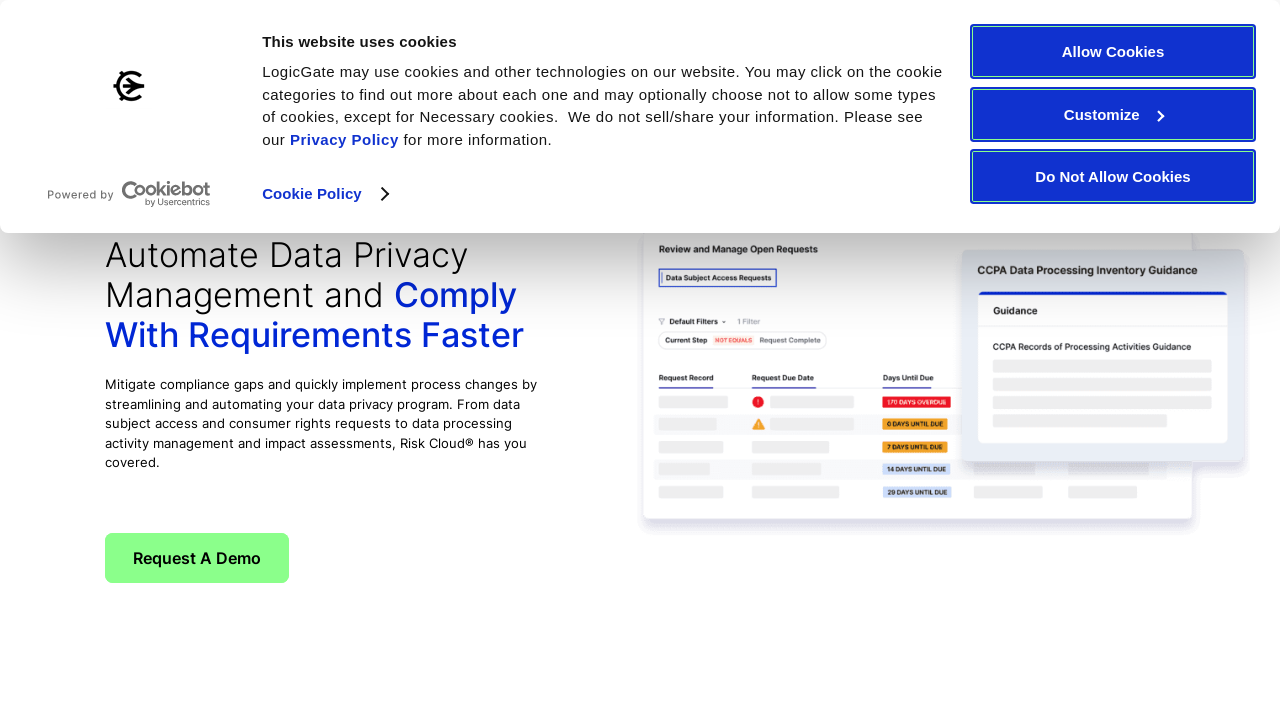 This website uses cookies
LogicGate may use cookies and other technologies on our website. You may click on the cookie
categories to find out more about each one and may optionally choose not to allow some types
of cookies, except for Necessary cookies.  We do not sell/share your information. Please see
our Privacy Policy for more information.
Cookie Policy
Powered by Cookiebot
by Usercentrics
Allow Cookies
Customize
Do Not Allow Cookies
Automate Data Privacy
Management and Comply
With Requirements Faster
Mitigate compliance gaps and quickly implement process changes by
streamlining and automating your data privacy program. From data
subject access and consumer rights requests to data processing
activity management and impact assessments, Risk Cloud® has you
covered.
Request A Demo
Review and Manage Open Requests
Data Subject Access Requests
Default Filters 1 Filter
Current Step NOT EQUALS Request Complete
Request Record Request Due Date Days Until Due
170 DAYS OVERDUE
0 DAYS UNTIL DUE
7 DAYS UNTIL DUE
14 DAYS UNTIL DUE
29 DAYS UNTIL DUE
CCPA Data Processing Inventory Guidance
Guidance
CCPA Records of Processing Activities Guidance